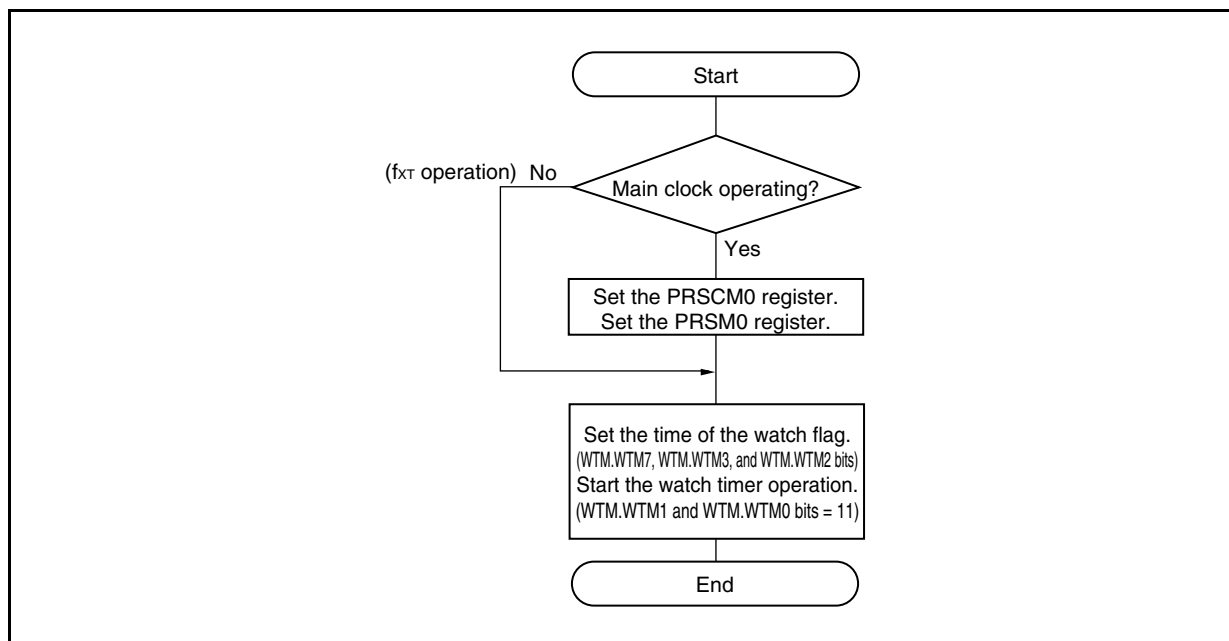 Start
Main clock operating?
(fXT operation) No
Yes
Set the PRSCM0 register.
Set the PRSM0 register.
Set the time of the watch flag.
(WTM.WTM7, WTM.WTM3, and WTM.WTM2 bits)
Start the watch timer operation.
(WTM.WTM1 and WTM.WTM0 bits = 11)
End